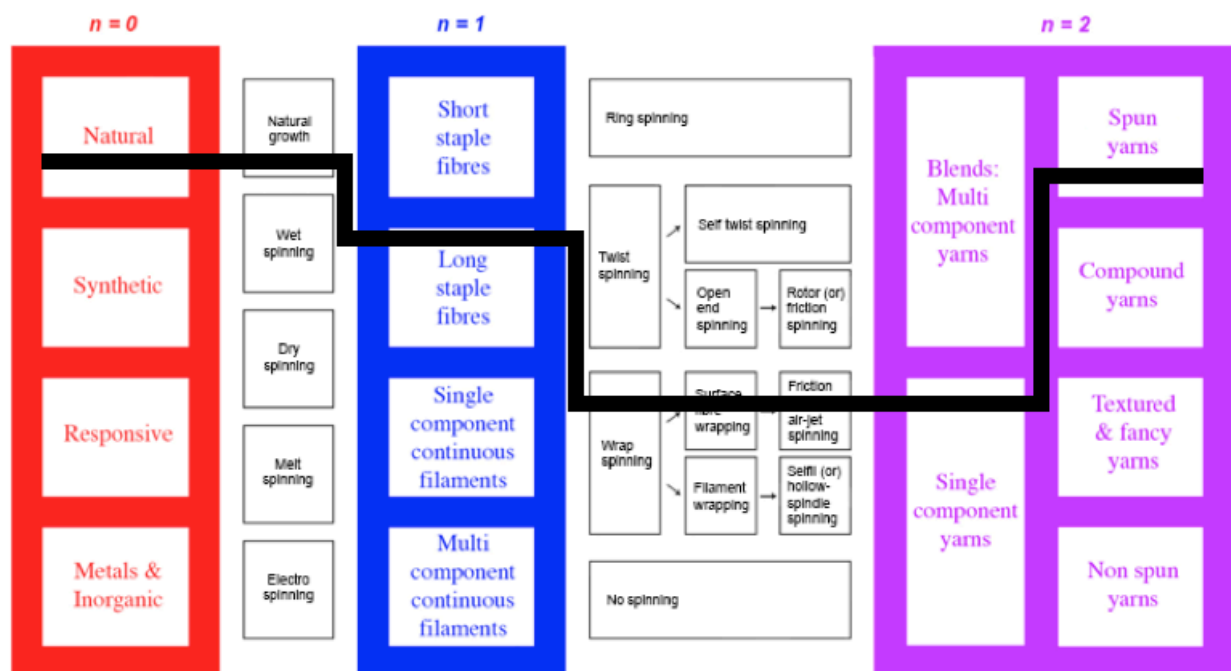 n = 0
n = 1
n = 2
Natural
Synthetic
Responsive
Metals &
Inorganic
Natural
growth
Wet
spinning
Dry
spinning
Melt
spinning
Electro
spinning
Short
staple
fibres
Long
staple
fibres
Single
component
continuous
filaments
Multi
component
continuous
filaments
Ring spinning
Twist
spinning
Self twist spinning
Open
end
spinning
Rotor (or)
friction
spinning
Wrap
spinning
Surface
fibre
wrapping
Friction
air-jet
spinning
Filament
wrapping
Selfil (or)
hollow-
spindle
spinning
No spinning
Blends:
Multi
component
yarns
Single
component
yarns
Spun
yarns
Compound
yarns
Textured
& fancy
yarns
Non spun
yarns